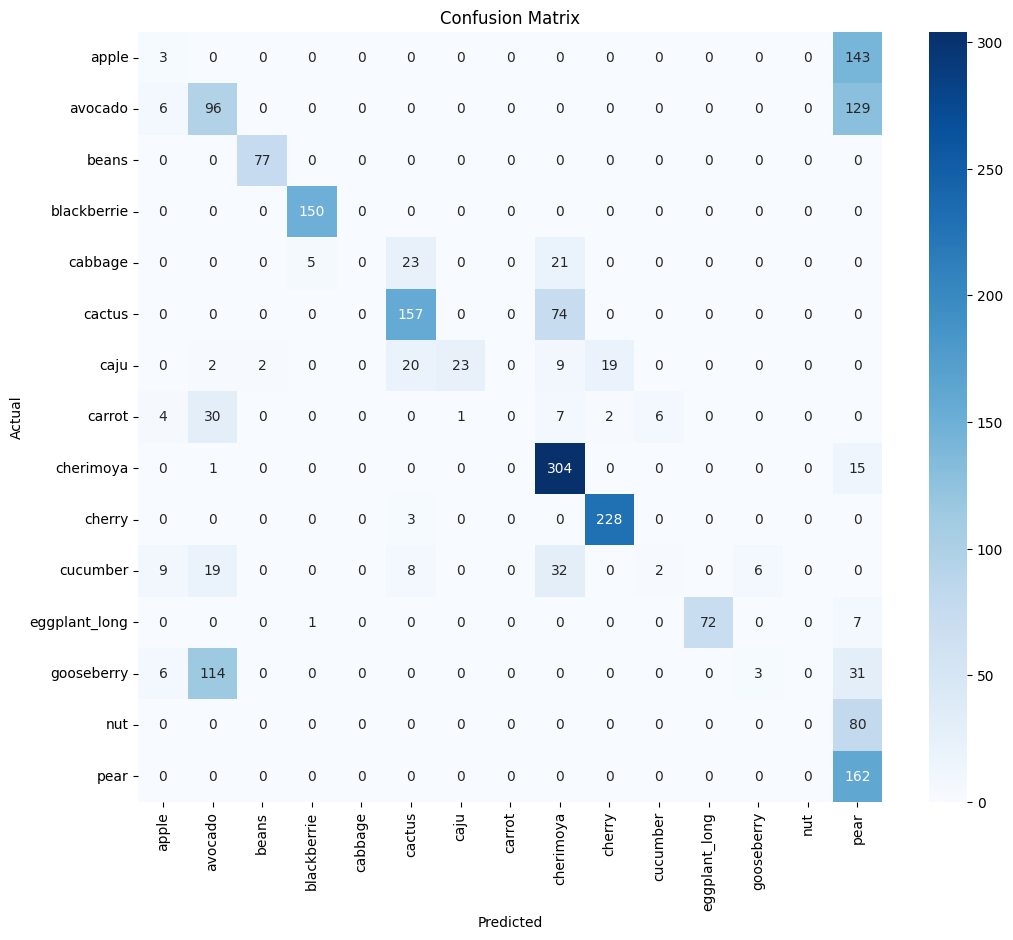 Confusion Matrix
apple 3 0 0 0 0 0 0 0 0 0 0 0 0 0 143
avocado 6 96 0 0 0 0 0 0 0 0 0 0 0 0 129
beans 0 0 77 0 0 0 0 0 0 0 0 0 0 0 0
blackberrie 0 0 0 150 0 0 0 0 0 0 0 0 0 0 0
cabbage 0 0 0 5 0 23 0 0 21 0 0 0 0 0 0
cactus 0 0 0 0 0 157 0 0 74 0 0 0 0 0 0
caju 0 2 2 0 0 20 23 0 9 19 0 0 0 0 0
carrot 4 30 0 0 0 0 1 0 7 2 6 0 0 0 0
cherimoya 0 1 0 0 0 0 0 0 304 0 0 0 0 0 15
cherry 0 0 0 0 0 3 0 0 0 228 0 0 0 0 0
cucumber 9 19 0 0 0 8 0 0 32 0 2 0 6 0 0
eggplant_long 0 0 0 1 0 0 0 0 0 0 0 72 0 0 7
gooseberry 6 114 0 0 0 0 0 0 0 0 0 0 3 0 31
nut 0 0 0 0 0 0 0 0 0 0 0 0 0 0 80
pear 0 0 0 0 0 0 0 0 0 0 0 0 0 0 162
apple avocado beans blackberrie cabbage cactus caju carrot cherimoya cherry cucumber eggplant_long gooseberry nut pear
Predicted
Actual
300
250
200
150
100
50
0